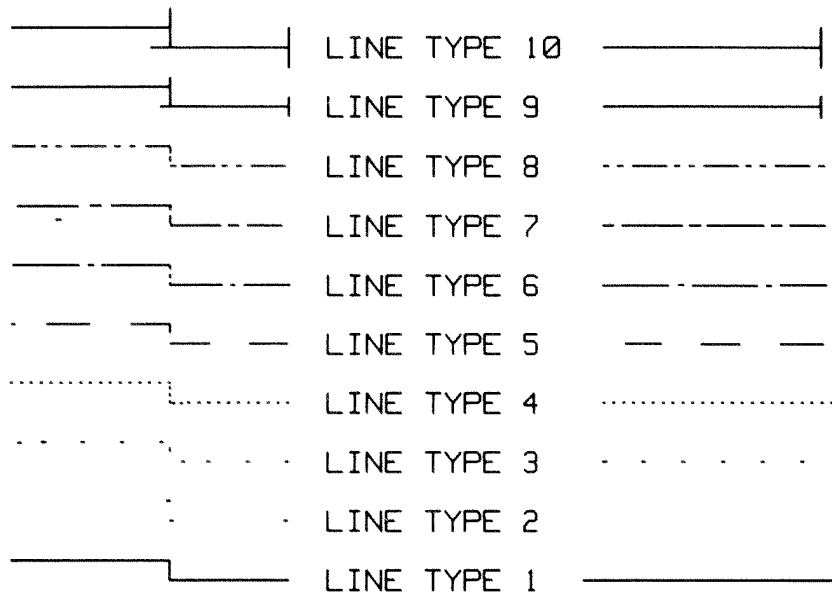 LINE TYPE 10
LINE TYPE 9
LINE TYPE 8
LINE TYPE 7
LINE TYPE 6
LINE TYPE 5
LINE TYPE 4
LINE TYPE 3
LINE TYPE 2
LINE TYPE 1